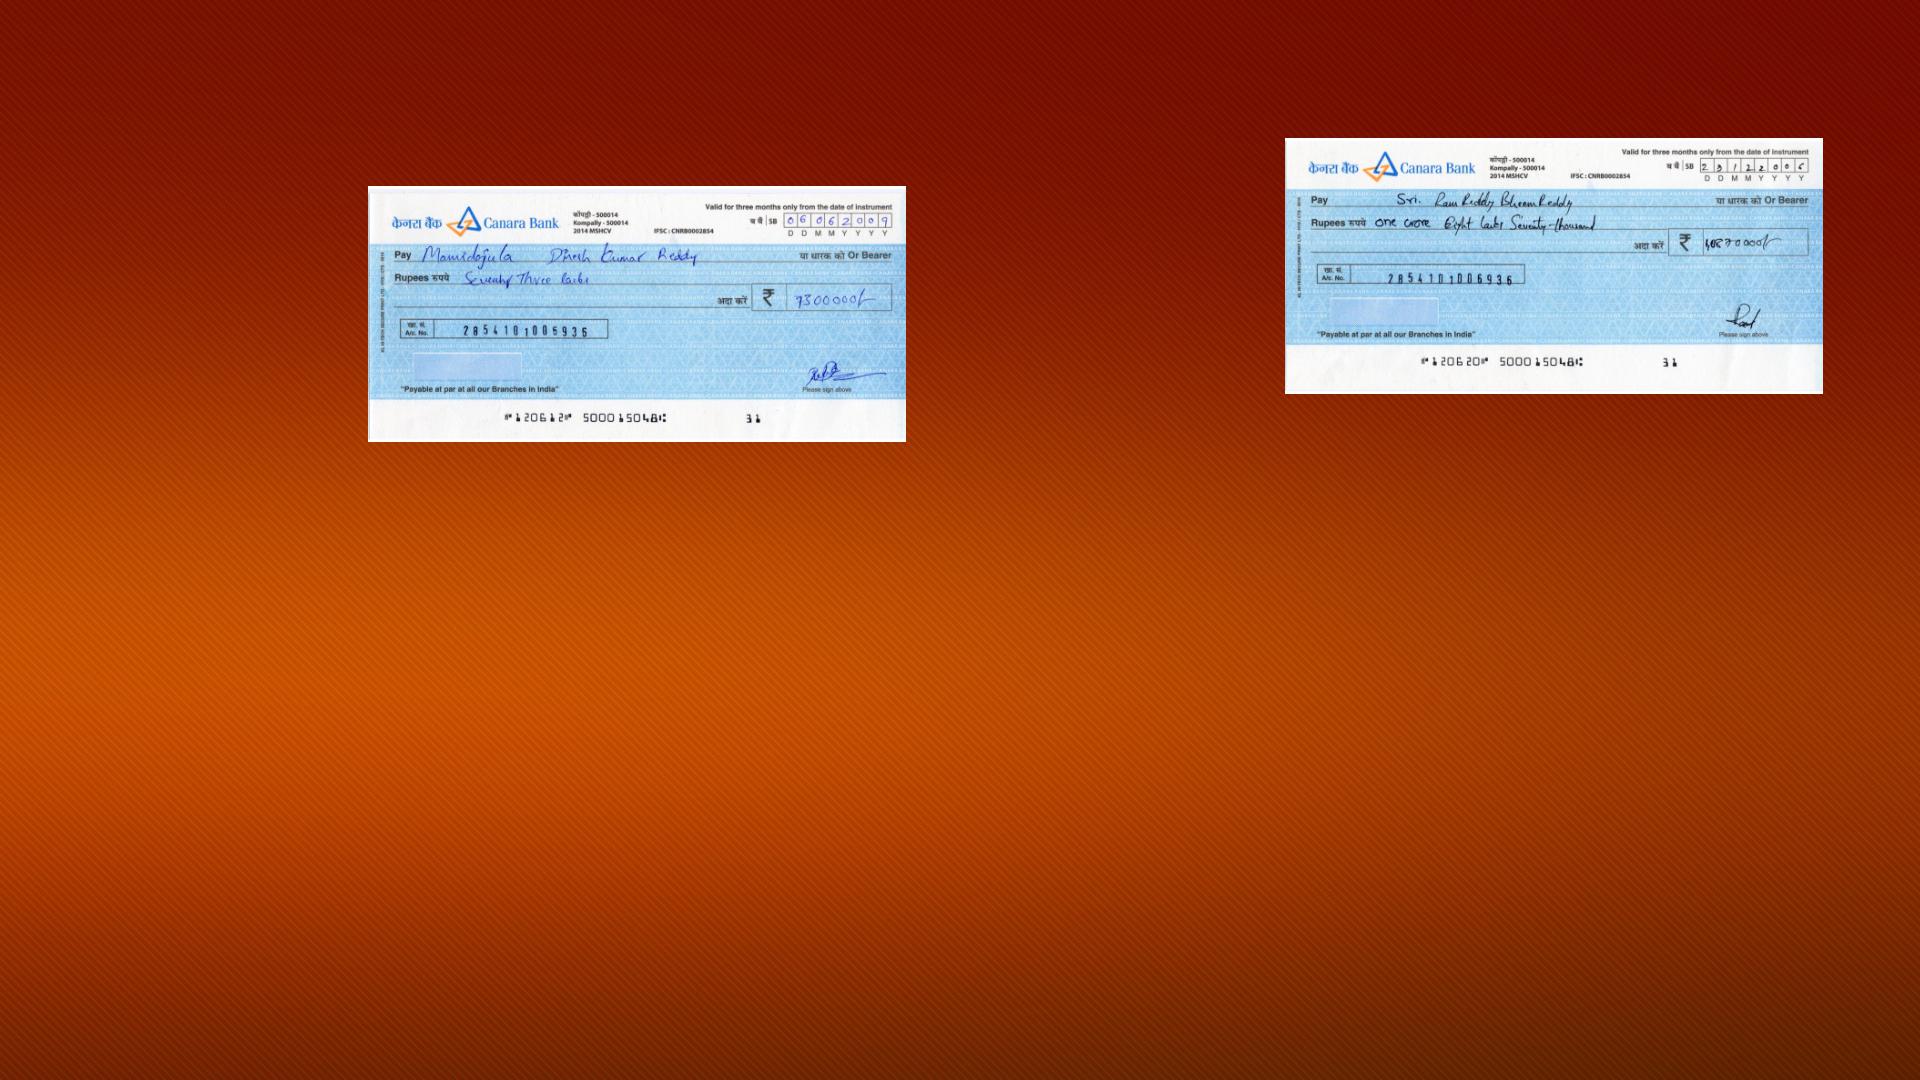 Valid for three months only from the date of instrument
केनरा बैंक Canara Bank
कोंपल्ली - 500014
Kompally - 500014
2014 MSHCV
IFSC : CNRB0002854
ब बैं SB 0 6 0 6 2 0 0 9
D D M M Y Y Y Y
Pay Mamidojula Dinesh Kumar Reddy या धारक को Or Bearer
Rupees रुपये Seventy Three lacks
अदा करें ₹ 7300000/-
खा. सं.
A/c. No. 2854101005936
"Payable at par at all our Branches in India"
Please sign above
⑈120612⑈ 500015048⑆ 31
Valid for three months only from the date of instrument
केनरा बैंक Canara Bank
कोंपल्ली - 500014
Kompally - 500014
2014 MSHCV
IFSC : CNRB0002854
ब बैं SB 2 3 1 2 2 0 0 6
D D M M Y Y Y Y
Pay Sri. Ram Reddy Bheem Reddy या धारक को Or Bearer
Rupees रुपये one crore Eight lacks Seventy-thousand
अदा करें ₹ 10870000/-
खा. सं.
A/c. No. 2854101006936
"Payable at par at all our Branches in India"
Please sign above
⑈120620⑈ 500015048⑆ 31